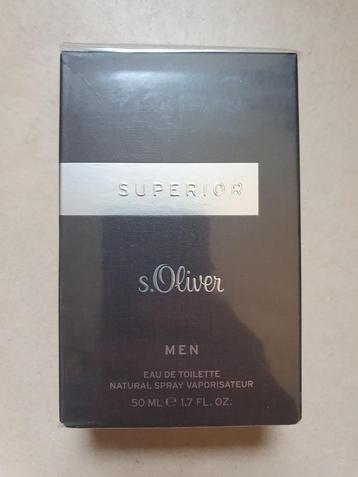 SUPERIOR
s.Oliver
MEN
EAU DE TOILETTE
NATURAL SPRAY VAPORISATEUR
50 ML ℮ 1.7 FL. OZ.